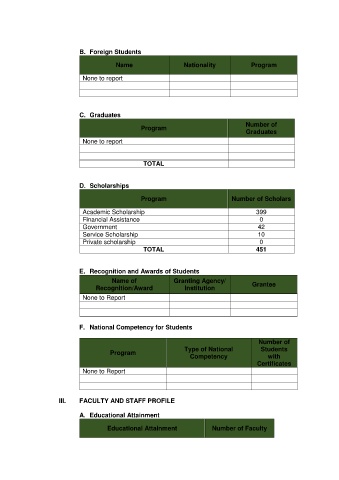 B. Foreign Students
Name Nationality Program
None to report
C. Graduates
Program Number of Graduates
None to report
TOTAL
D. Scholarships
Program Number of Scholars
Academic Scholarship 399
Financial Assistance 0
Government 42
Service Scholarship 10
Private scholarship 0
TOTAL 451
E. Recognition and Awards of Students
Name of Recognition/Award Granting Agency/ Institution Grantee
None to Report
F. National Competency for Students
Program Type of National Competency Number of Students with Certificates
None to Report
III. FACULTY AND STAFF PROFILE
A. Educational Attainment
Educational Attainment Number of Faculty